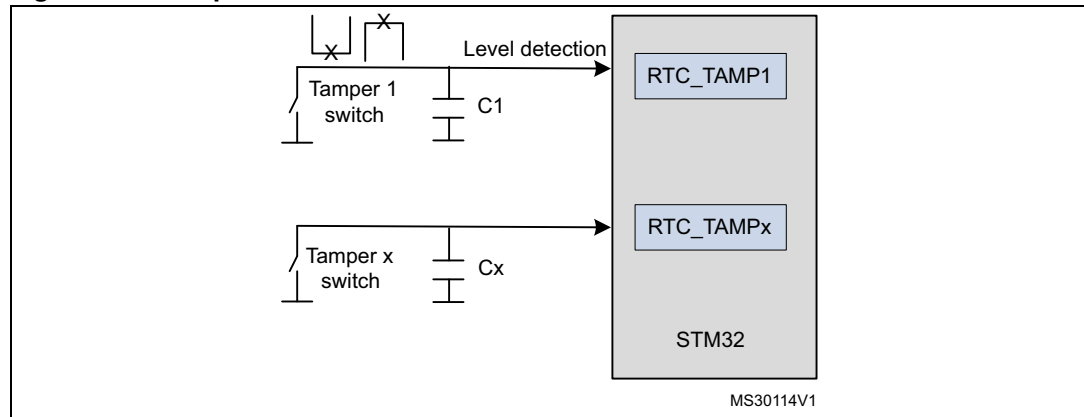 Level detection
RTC_TAMP1
Tamper 1
switch
C1
RTC_TAMPx
Tamper x
switch
Cx
STM32
MS30114V1